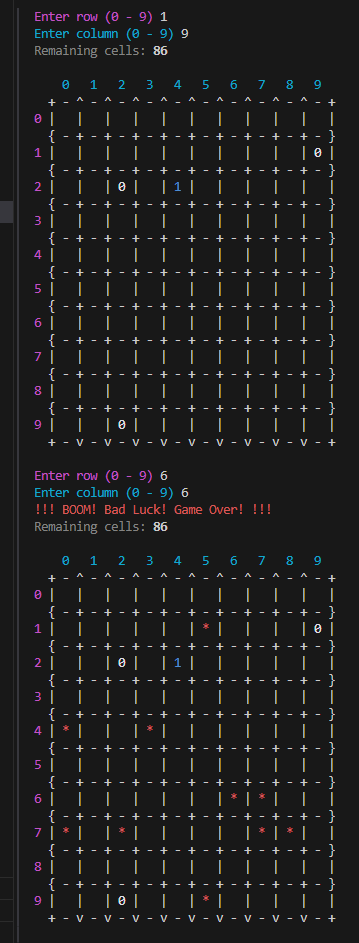 Enter row (0 - 9) 1
Enter column (0 - 9) 9
Remaining cells: 86
    0   1   2   3   4   5   6   7   8   9
  + - ^ - ^ - ^ - ^ - ^ - ^ - ^ - ^ - ^ - +
0 |   |   |   |   |   |   |   |   |   |   |
  { - + - + - + - + - + - + - + - + - + - }
1 |   |   |   |   |   |   |   |   |   | 0 |
  { - + - + - + - + - + - + - + - + - + - }
2 |   |   | 0 |   | 1 |   |   |   |   |   |
  { - + - + - + - + - + - + - + - + - + - }
3 |   |   |   |   |   |   |   |   |   |   |
  { - + - + - + - + - + - + - + - + - + - }
4 |   |   |   |   |   |   |   |   |   |   |
  { - + - + - + - + - + - + - + - + - + - }
5 |   |   |   |   |   |   |   |   |   |   |
  { - + - + - + - + - + - + - + - + - + - }
6 |   |   |   |   |   |   |   |   |   |   |
  { - + - + - + - + - + - + - + - + - + - }
7 |   |   |   |   |   |   |   |   |   |   |
  { - + - + - + - + - + - + - + - + - + - }
8 |   |   |   |   |   |   |   |   |   |   |
  { - + - + - + - + - + - + - + - + - + - }
9 |   |   | 0 |   |   |   |   |   |   |   |
  + - v - v - v - v - v - v - v - v - v - +
Enter row (0 - 9) 6
Enter column (0 - 9) 6
!!! BOOM! Bad Luck! Game Over! !!!
Remaining cells: 86
    0   1   2   3   4   5   6   7   8   9
  + - ^ - ^ - ^ - ^ - ^ - ^ - ^ - ^ - ^ - +
0 |   |   |   |   |   |   |   |   |   |   |
  { - + - + - + - + - + - + - + - + - + - }
1 |   |   |   |   |   | * |   |   |   | 0 |
  { - + - + - + - + - + - + - + - + - + - }
2 |   |   | 0 |   | 1 |   |   |   |   |   |
  { - + - + - + - + - + - + - + - + - + - }
3 |   |   |   |   |   |   |   |   |   |   |
  { - + - + - + - + - + - + - + - + - + - }
4 | * |   |   | * |   |   |   |   |   |   |
  { - + - + - + - + - + - + - + - + - + - }
5 |   |   |   |   |   |   |   |   |   |   |
  { - + - + - + - + - + - + - + - + - + - }
6 |   |   |   |   |   |   | * | * |   |   |
  { - + - + - + - + - + - + - + - + - + - }
7 | * |   | * |   |   |   |   | * |   | * |
  { - + - + - + - + - + - + - + - + - + - }
8 |   |   |   |   |   |   |   |   |   |   |
  { - + - + - + - + - + - + - + - + - + - }
9 |   |   | 0 |   |   | * |   |   |   |   |
  + - v - v - v - v - v - v - v - v - v - +